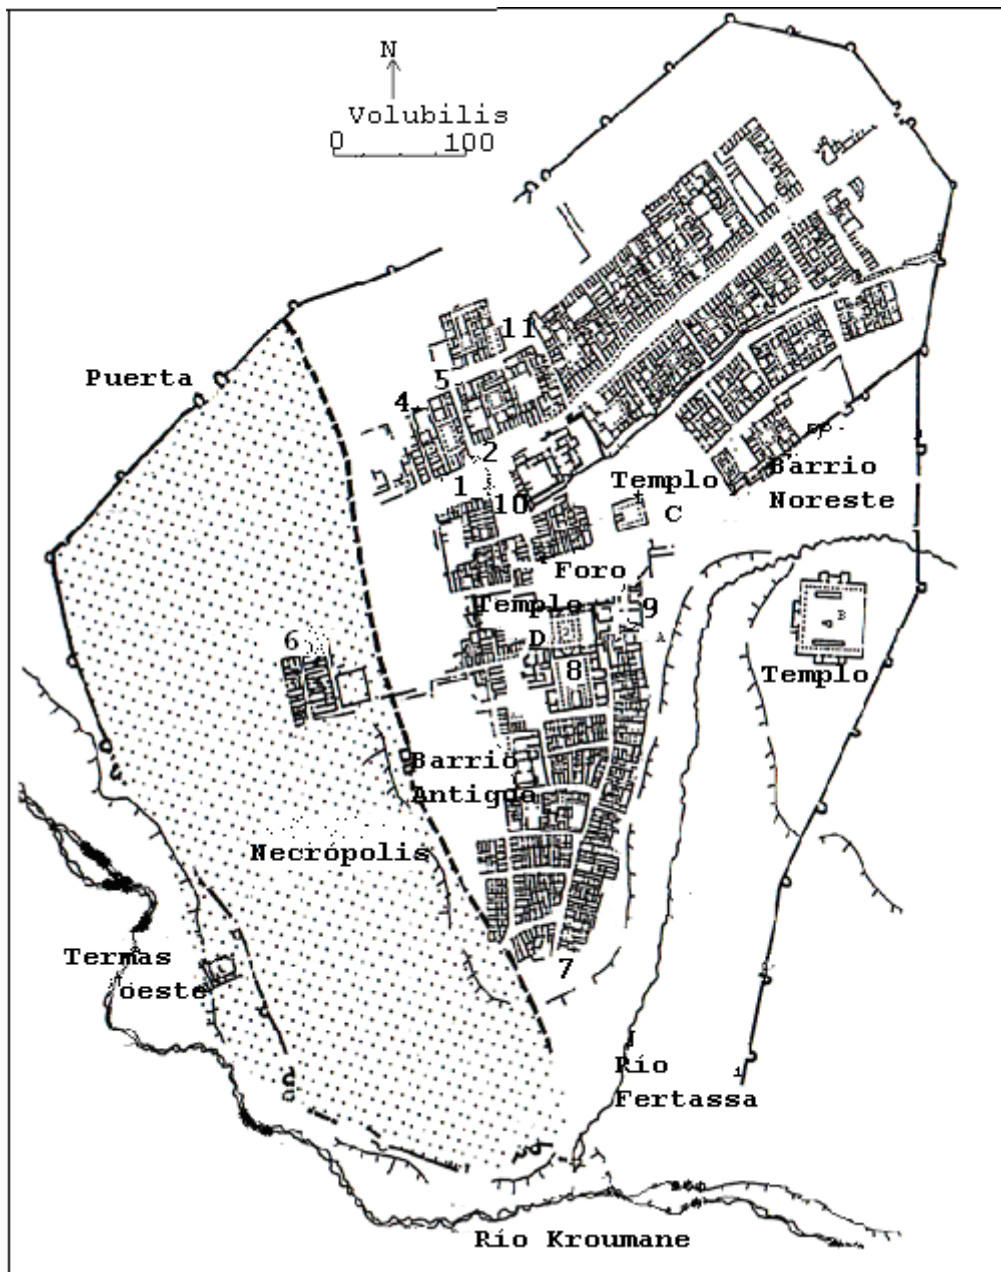 N
Volubilis
0 100
11
Puerta
5
4
2
1
10
Templo
C
Barrio
Noreste
Foro
Templo
9
D
A
B
6
8
Templo
Barrio
Antiguo
Necrópolis
Termas
oeste
7
Río
Fertassa
Río Kroumane